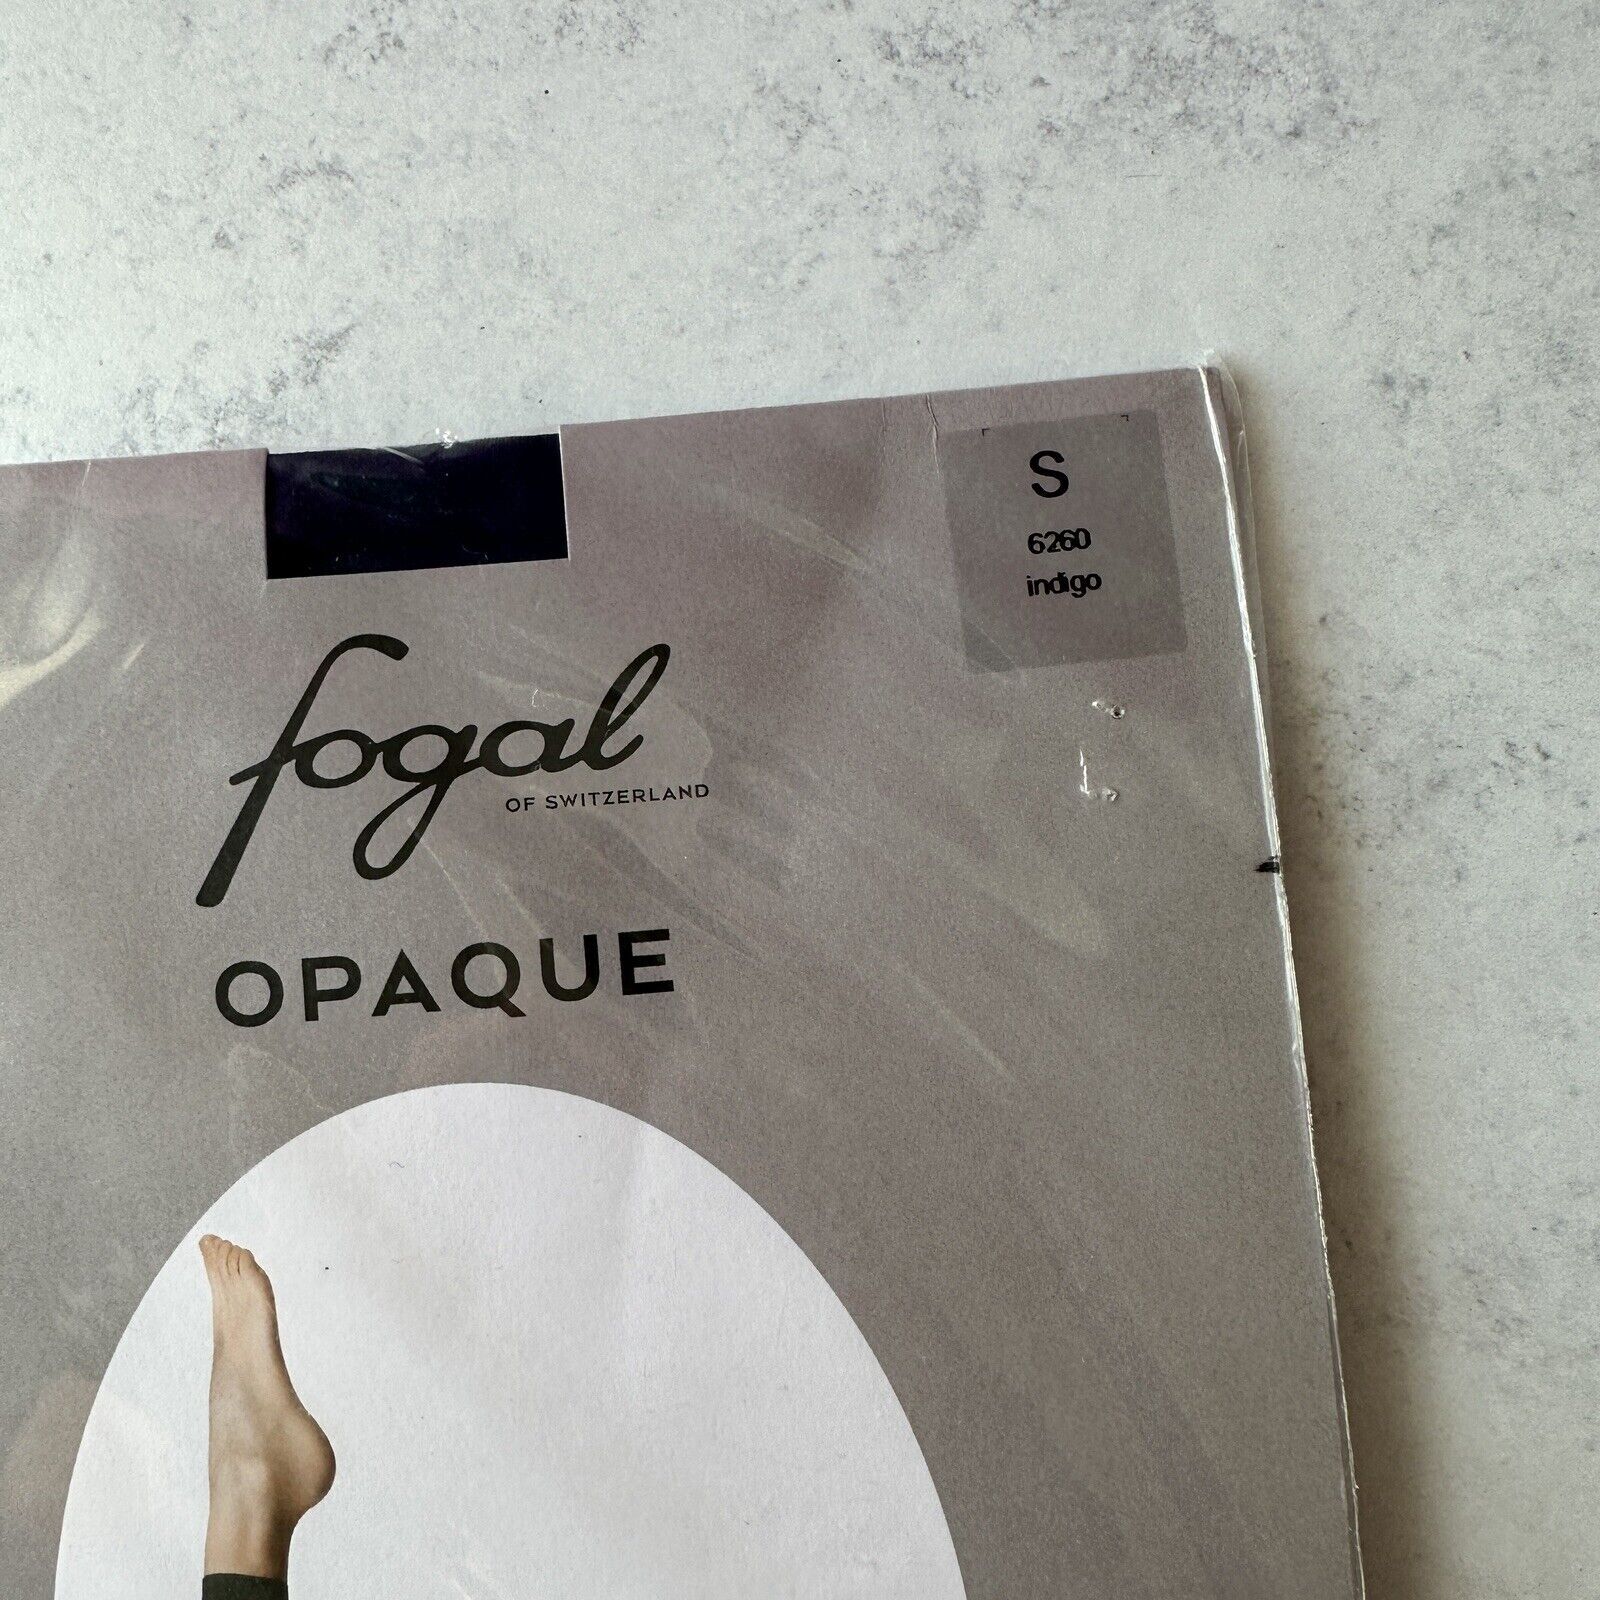 S
6260
indigo
fogal
OF SWITZERLAND
OPAQUE